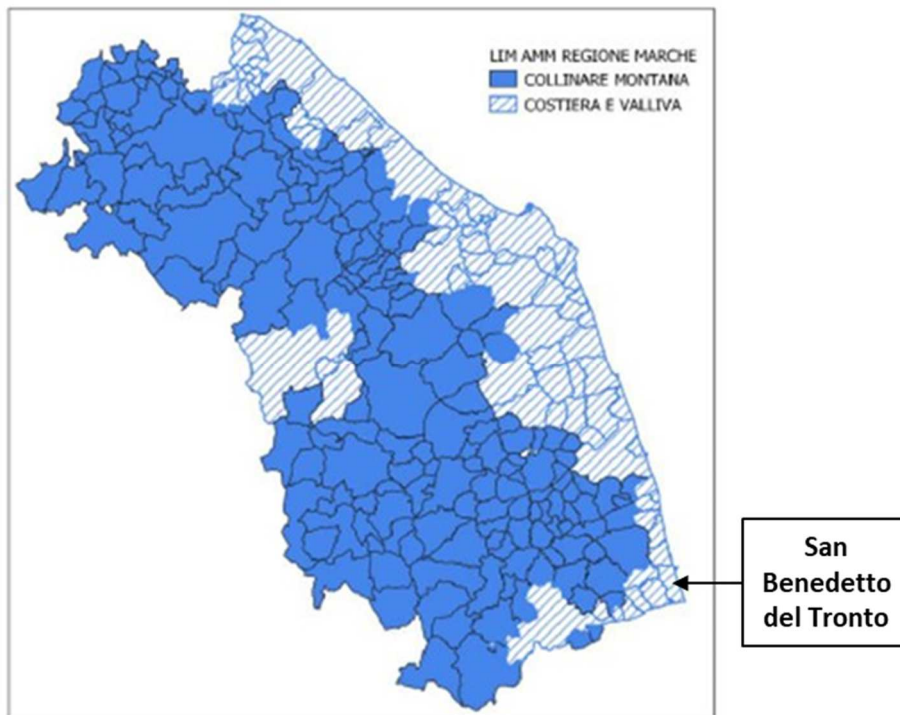 LIM AMM REGIONE MARCHE
COLLINARE MONTANA
COSTIERA E VALLIVA
San
Benedetto
del Tronto